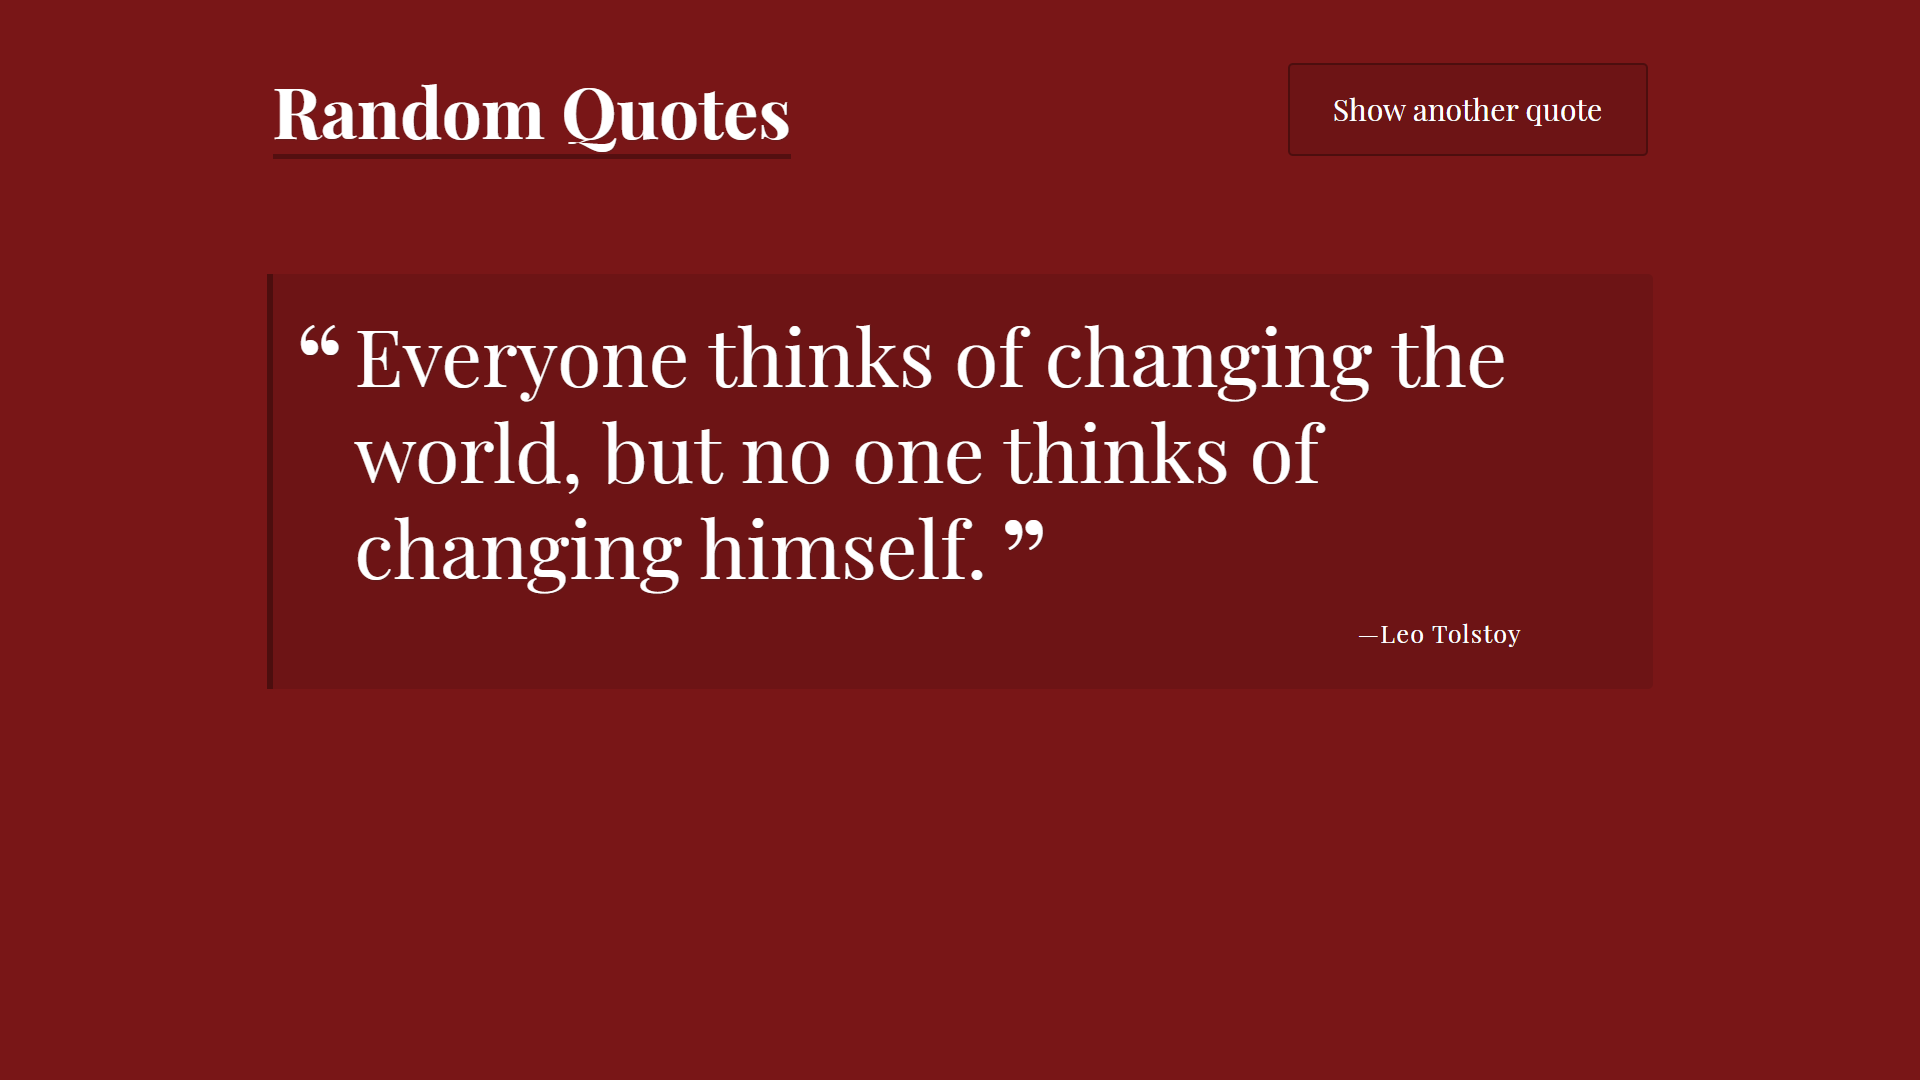 Random Quotes
Show another quote
“ Everyone thinks of changing the
world, but no one thinks of
changing himself. ”
—Leo Tolstoy